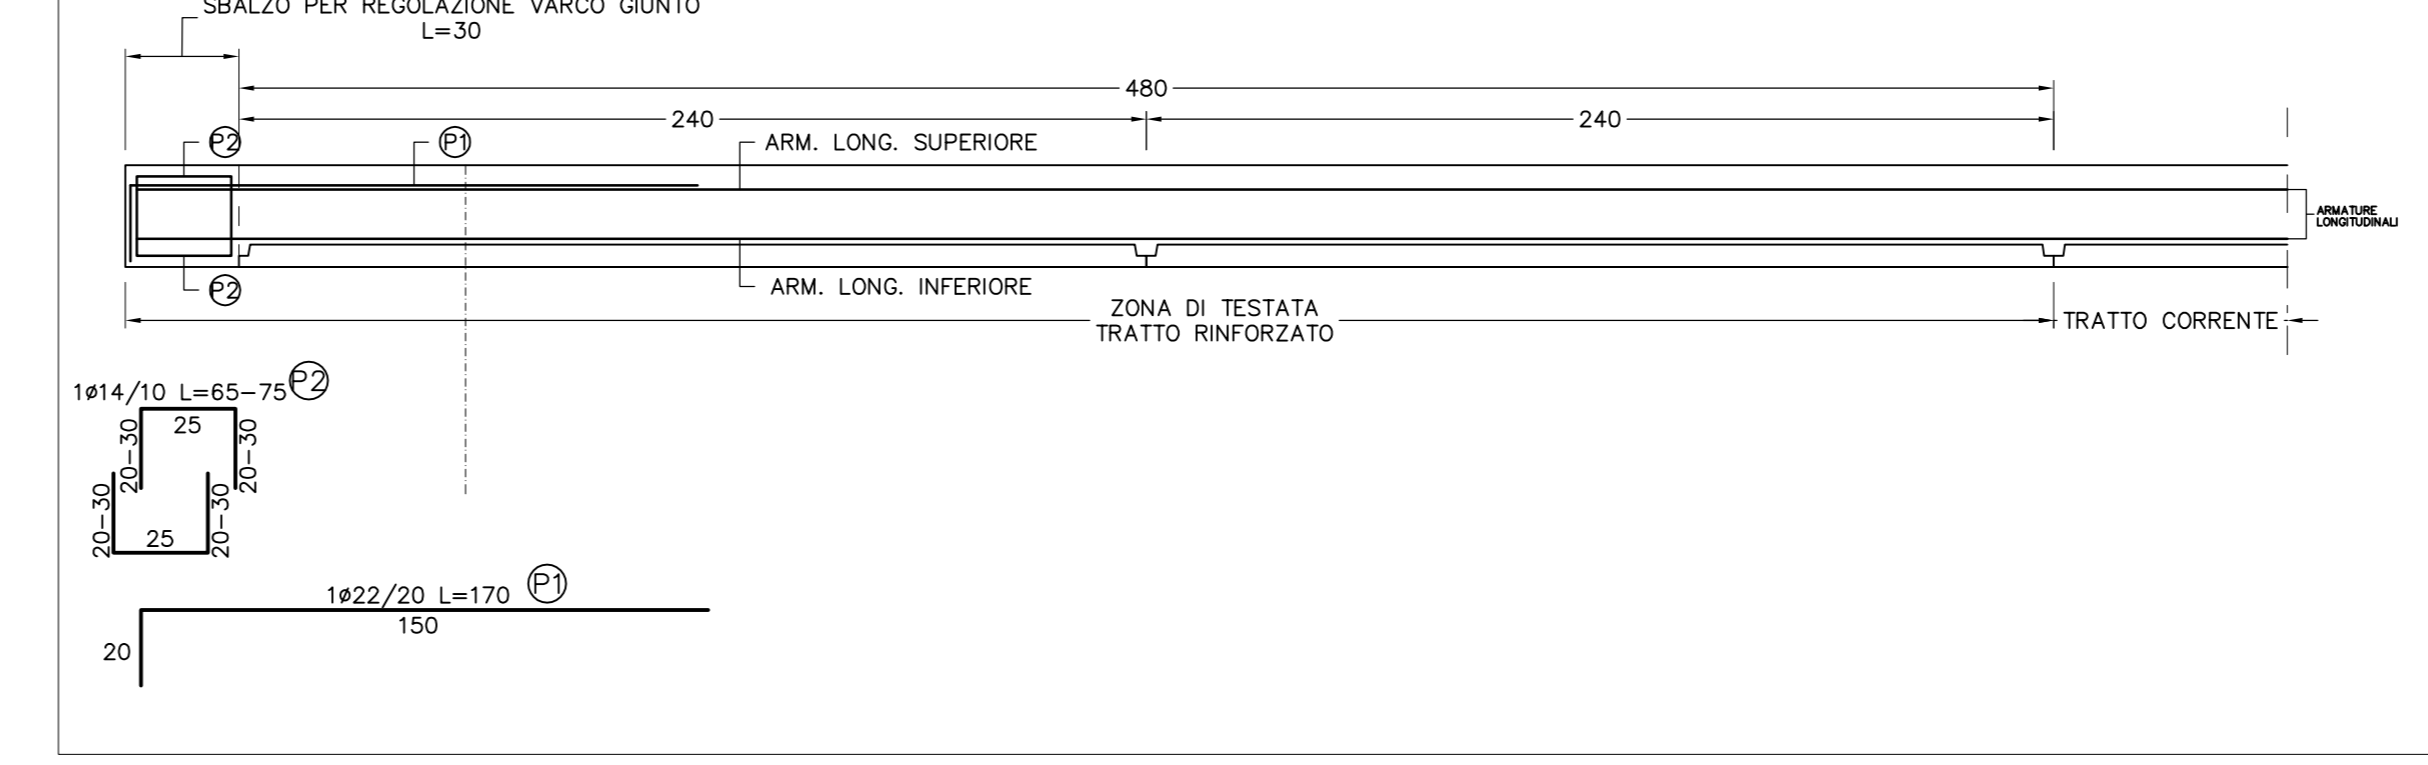 SBALZO PER REGOLAZIONE VARCO GIUNTO
L=30
480
240
240
P2
P1
ARM. LONG. SUPERIORE
ARMATURE
LONGITUDINALI
P2
ARM. LONG. INFERIORE
ZONA DI TESTATA
TRATTO RINFORZATO
TRATTO CORRENTE
1ø14/10 L=65-75
P2
25
20-30
20-30
20-30
20-30
25
1ø22/20 L=170
P1
150
20